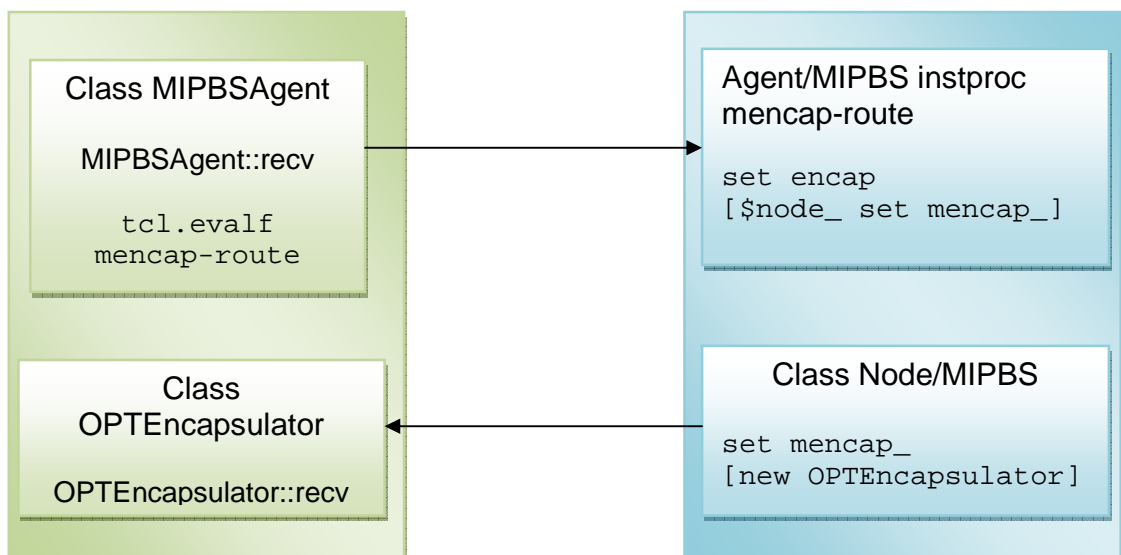 Class MIPBSAgent
MIPBSAgent::recv
tcl.evalf
mencap-route
Agent/MIPBS instproc
mencap-route
set encap
[$node_ set mencap_]
Class
OPTEncapsulator
OPTEncapsulator::recv
Class Node/MIPBS
set mencap_
[new OPTEncapsulator]